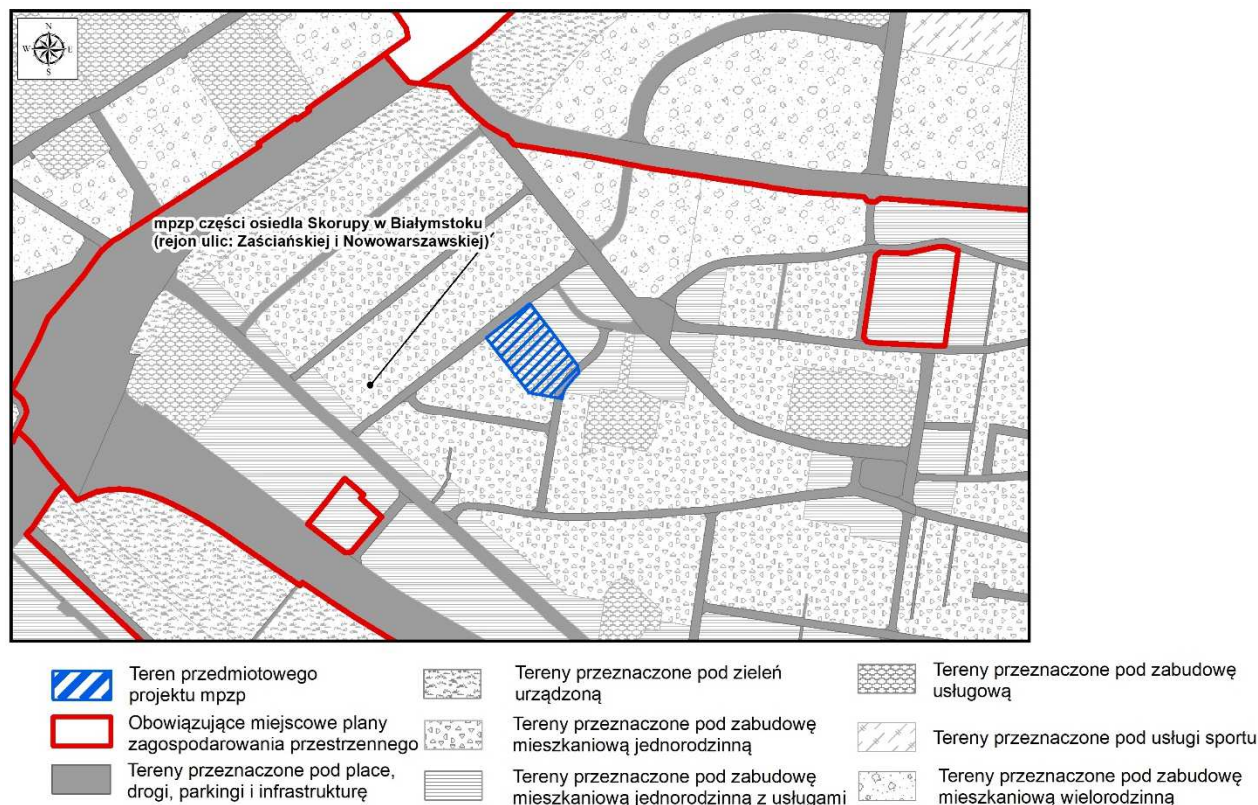 N
W E
S
mpzp części osiedla Skorupy w Białymstoku
(rejon ulic: Zaściańskiej i Nowowarszawskiej)
Teren przedmiotowego
projektu mpzp
Obowiązujące miejscowe plany
zagospodarowania przestrzennego
Tereny przeznaczone pod place,
drogi, parkingi i infrastrukturę
Tereny przeznaczone pod zieleń
urządzoną
Tereny przeznaczone pod zabudowę
mieszkaniową jednorodzinną
Tereny przeznaczone pod zabudowę
mieszkaniową jednorodzinną z usługami
Tereny przeznaczone pod zabudowę
usługową
Tereny przeznaczone pod usługi sportu
Tereny przeznaczone pod zabudowę
mieszkaniową wielorodzinną